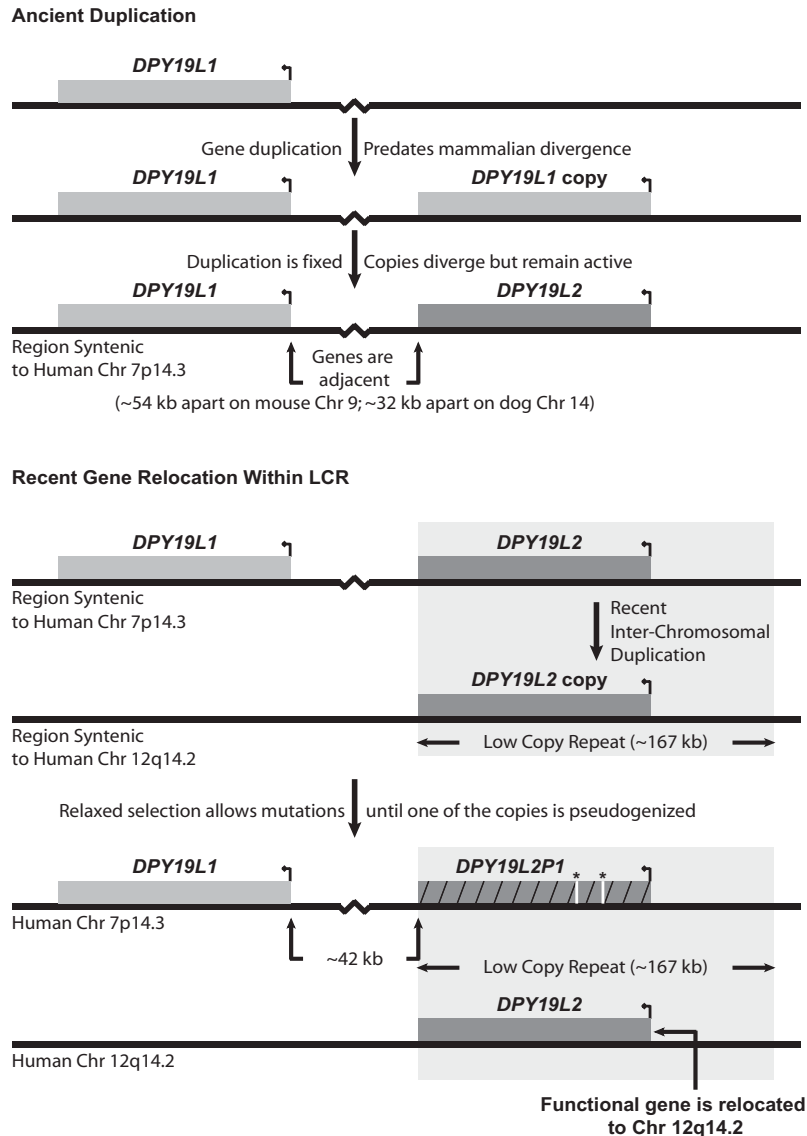 Ancient Duplication
DPY19L1
Gene duplication Predates mammalian divergence
DPY19L1 DPY19L1 copy
Duplication is fixed Copies diverge but remain active
DPY19L1 DPY19L2
Region Syntenic
to Human Chr 7p14.3
Genes are
adjacent
(~54 kb apart on mouse Chr 9; ~32 kb apart on dog Chr 14)
Recent Gene Relocation Within LCR
DPY19L1 DPY19L2
Region Syntenic
to Human Chr 7p14.3
Recent
Inter-Chromosomal
Duplication
DPY19L2 copy
Region Syntenic
to Human Chr 12q14.2
Low Copy Repeat (~167 kb)
Relaxed selection allows mutations until one of the copies is pseudogenized
DPY19L1 DPY19L2P1
* *
Human Chr 7p14.3
~42 kb
Low Copy Repeat (~167 kb)
DPY19L2
Human Chr 12q14.2
Functional gene is relocated
to Chr 12q14.2